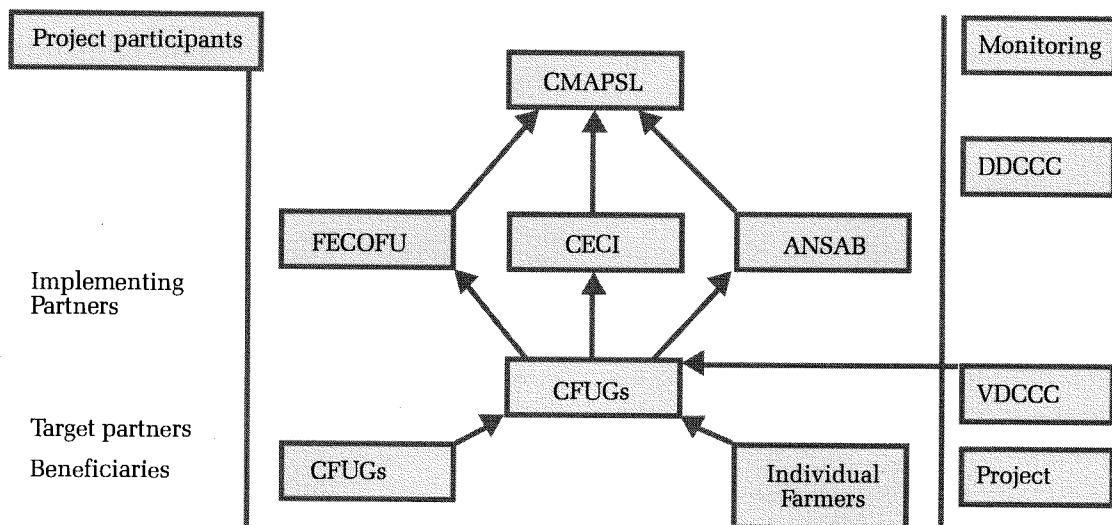 Project participants
Monitoring
CMAPSL
DDCCC
FECOFU
CECI
ANSAB
Implementing
Partners
CFUGs
VDCCC
Target partners
Beneficiaries
CFUGs
Individual
Farmers
Project